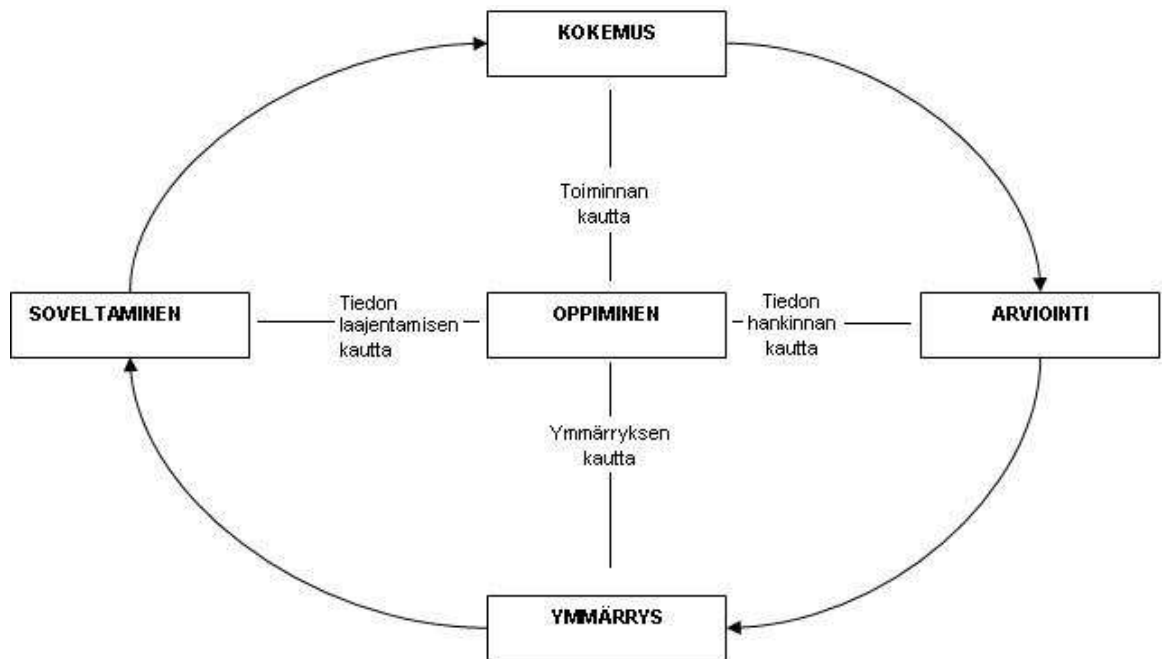 KOKEMUS
Toiminnan
kautta
SOVELTAMINEN
Tiedon
laajentamisen
kautta
OPPIMINEN
Tiedon
hankinnan
kautta
ARVIOINTI
Ymmärryksen
kautta
YMMÄRRYS